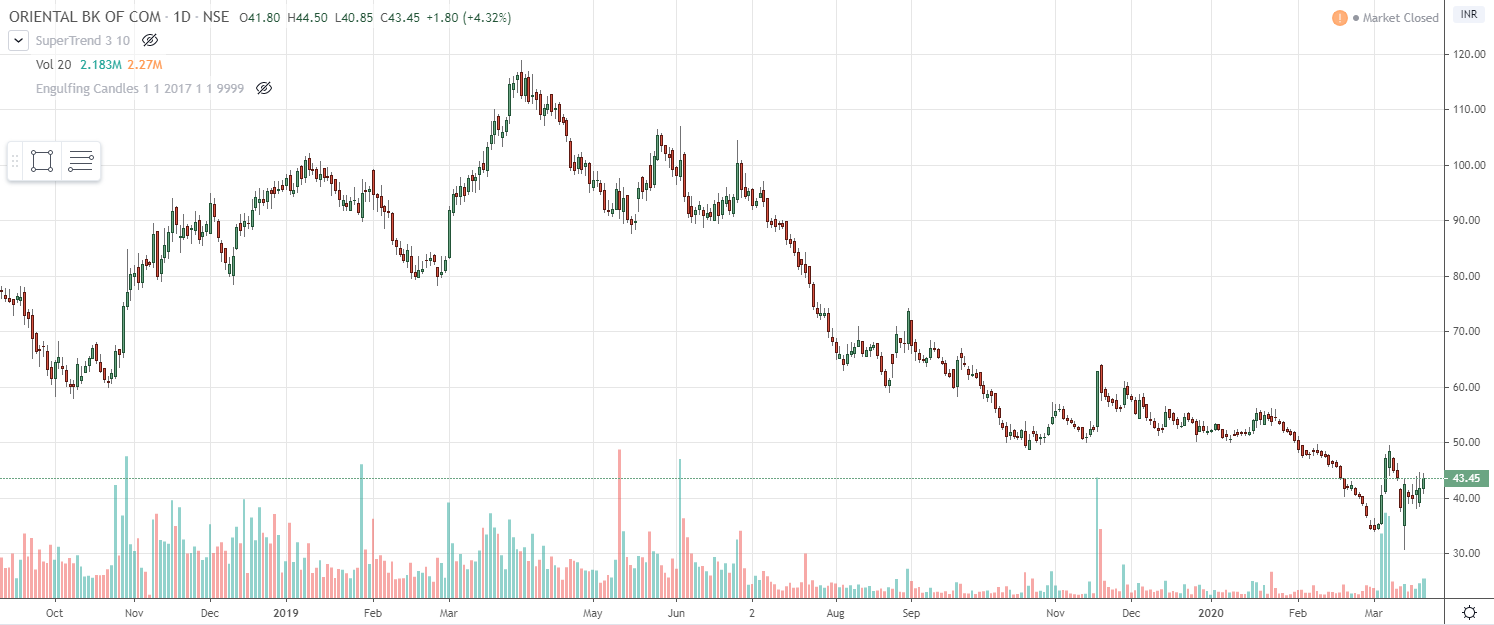 ORIENTAL BK OF COM · 1D · NSE O41.80 H44.50 L40.85 C43.45 +1.80 (+4.32%)
! Market Closed INR
SuperTrend 3 10
Vol 20 2.183M 2.27M
Engulfing Candles 1 1 2017 1 1 9999
120.00
110.00
100.00
90.00
80.00
70.00
60.00
50.00
43.45
40.00
30.00
Oct Nov Dec 2019 Feb Mar May Jun 2 Aug Sep Nov Dec 2020 Feb Mar